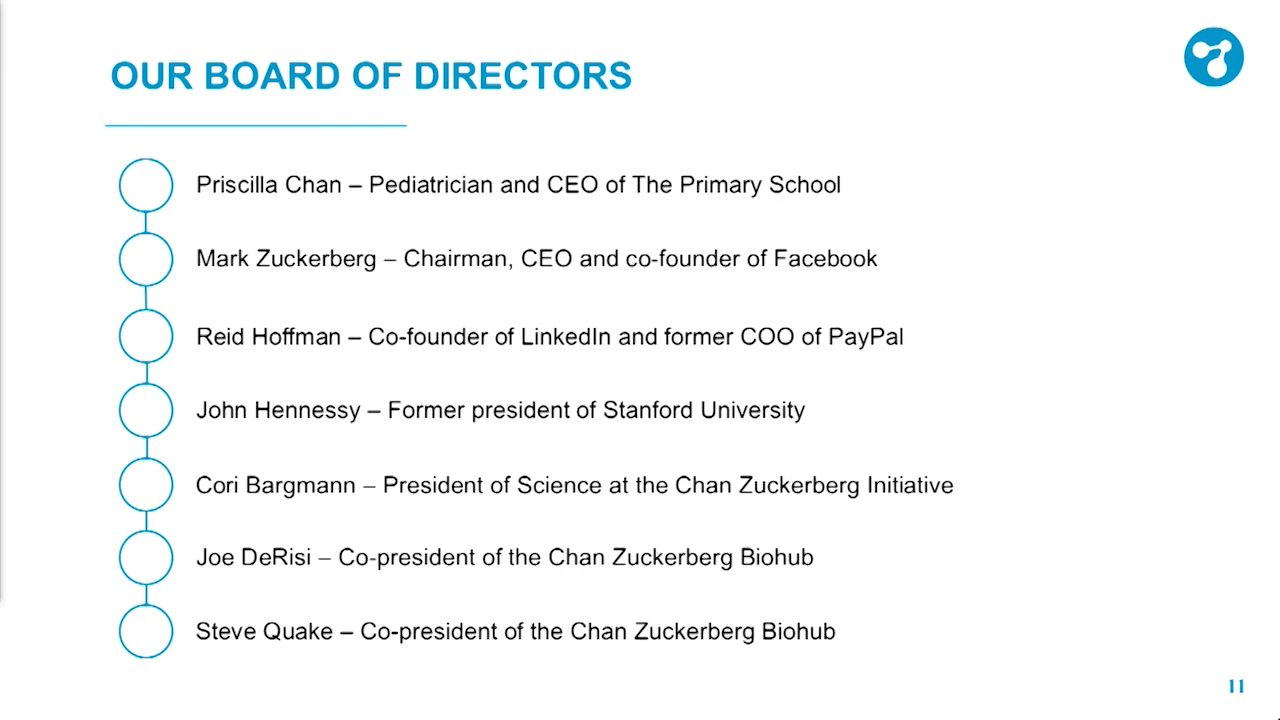 OUR BOARD OF DIRECTORS
Priscilla Chan – Pediatrician and CEO of The Primary School
Mark Zuckerberg – Chairman, CEO and co-founder of Facebook
Reid Hoffman – Co-founder of LinkedIn and former COO of PayPal
John Hennessy – Former president of Stanford University
Cori Bargmann – President of Science at the Chan Zuckerberg Initiative
Joe DeRisi – Co-president of the Chan Zuckerberg Biohub
Steve Quake – Co-president of the Chan Zuckerberg Biohub
11